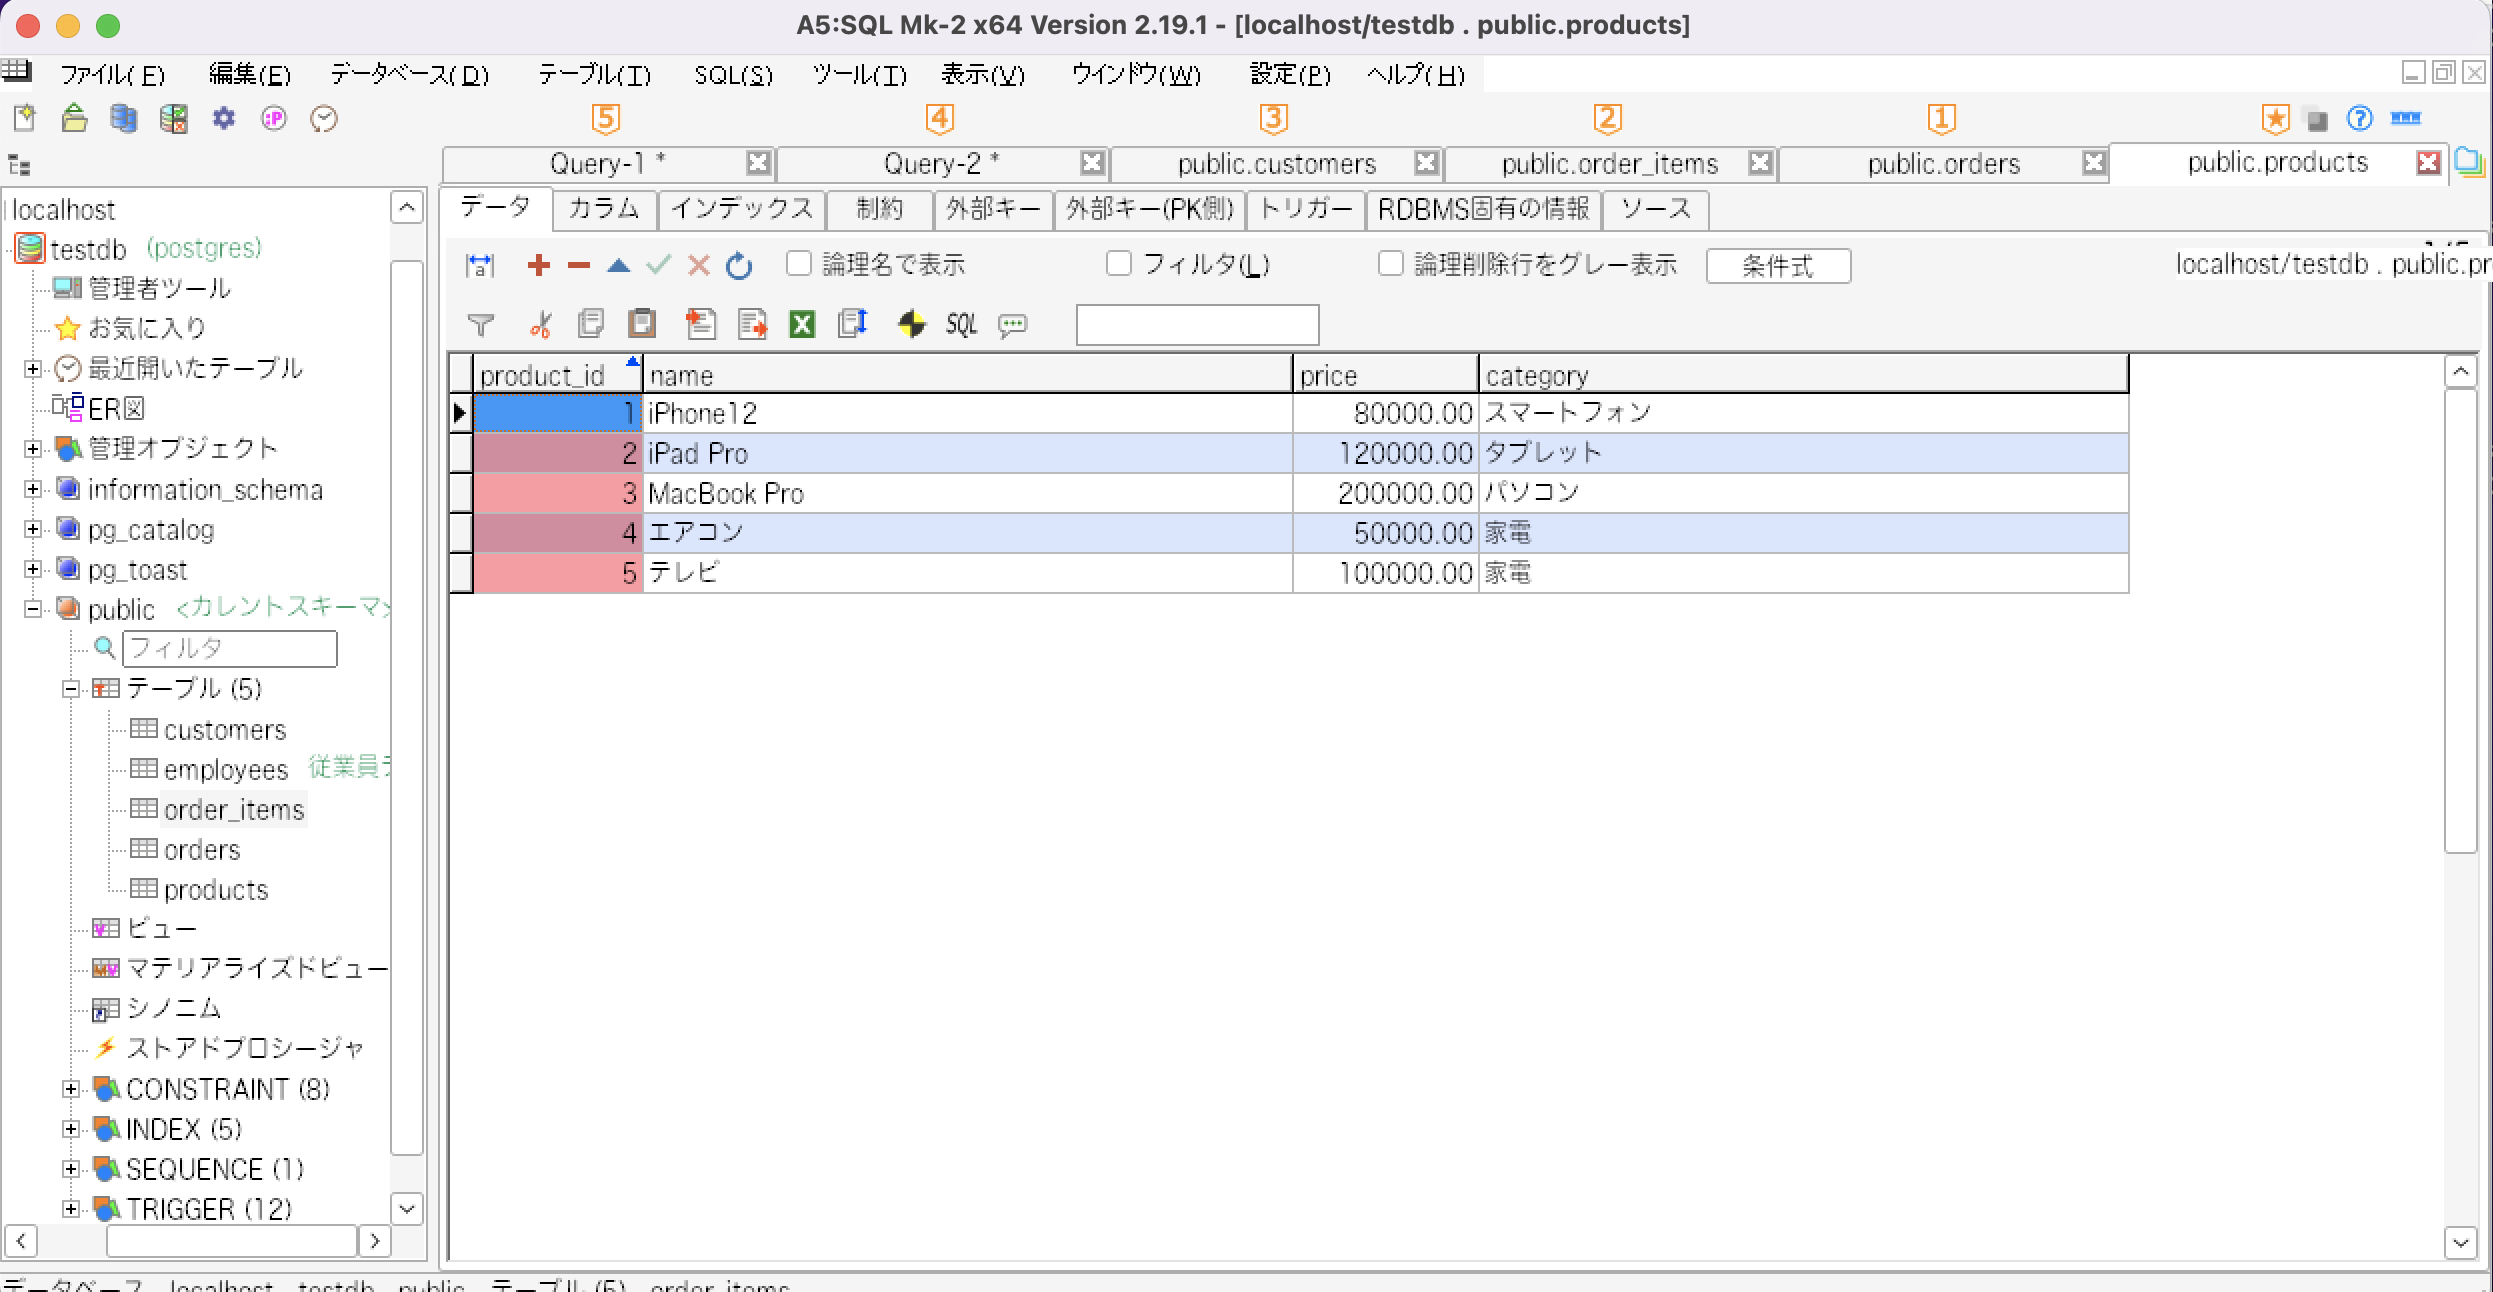 A5:SQL Mk-2 x64 Version 2.19.1 - [localhost/testdb . public.products]
ファイル(F) 編集(E) データベース(D) テーブル(T) SQL(S) ツール(T) 表示(V) ウインドウ(W) 設定(P) ヘルプ(H)
:P 5 4 3 2 1
Query-1 * Query-2 * public.customers public.order_items public.orders public.products
データ カラム インデックス 制約 外部キー 外部キー(PK側) トリガー RDBMS固有の情報 ソース
論理名で表示 フィルタ(L) 論理削除行をグレー表示 条件式 localhost/testdb . public.pr
SQL
product_id name price category
1 iPhone12 80000.00 スマートフォン
2 iPad Pro 120000.00 タブレット
3 MacBook Pro 200000.00 パソコン
4 エアコン 50000.00 家電
5 テレビ 100000.00 家電
localhost
testdb (postgres)
管理者ツール
お気に入り
最近開いたテーブル
ER図
管理オブジェクト
information_schema
pg_catalog
pg_toast
public <カレントスキーマ>
フィルタ
テーブル (5)
customers
employees 従業員
order_items
orders
products
ビュー
マテリアライズドビュー
シノニム
ストアドプロシージャ
CONSTRAINT (8)
INDEX (5)
SEQUENCE (1)
TRIGGER (12)
データベース localhost testdb public テーブル (5) order_items